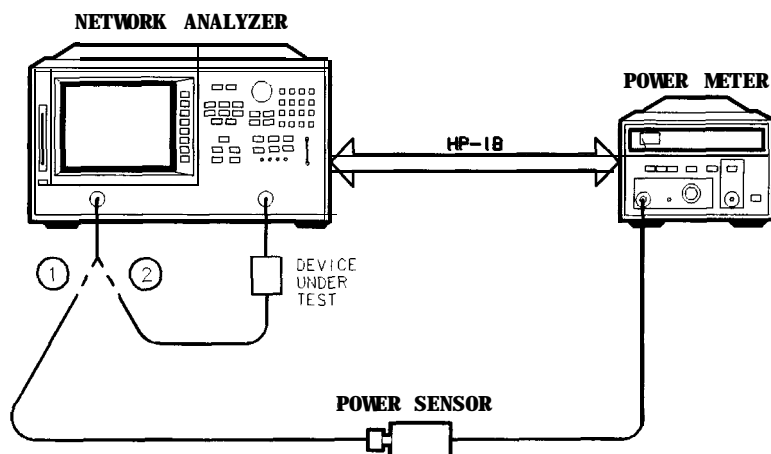 NETWORK ANALYZER
POWER METER
HP-IB
1
2
DEVICE
UNDER
TEST
POWER SENSOR